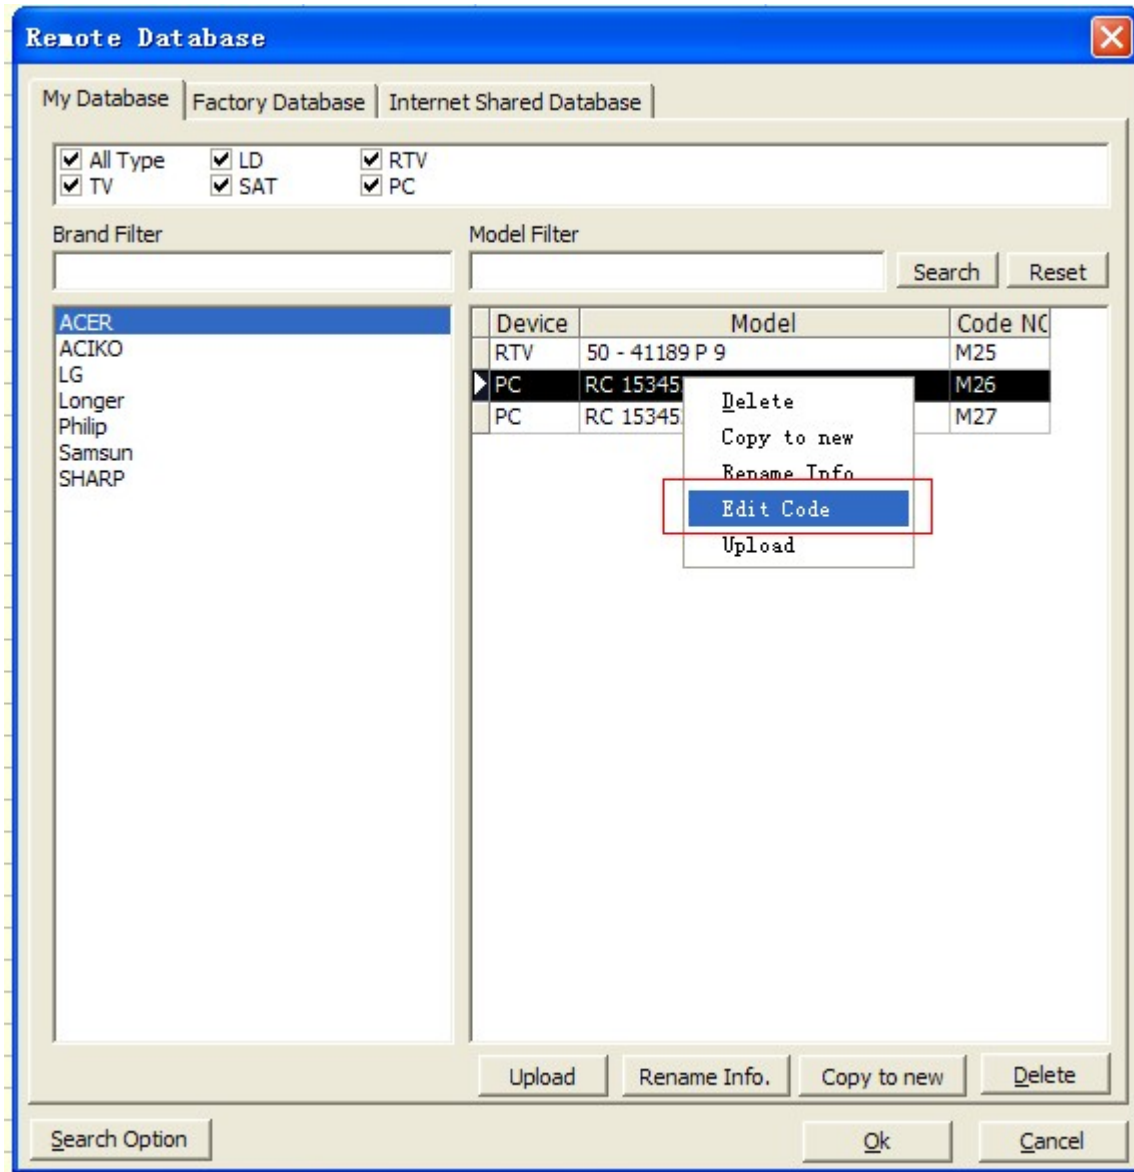 Remote Database
My Database Factory Database Internet Shared Database
All Type LD RTV
TV SAT PC
Brand Filter Model Filter
Search Reset
ACER
ACIKO
LG
Longer
Philip
Samsun
SHARP
Device Model Code NO
RTV 50 - 41189 P 9 M25
PC RC 15345 M26
PC RC 15345 M27
Delete
Copy to new
Rename Info
Edit Code
Upload
Upload Rename Info. Copy to new Delete
Search Option Ok Cancel